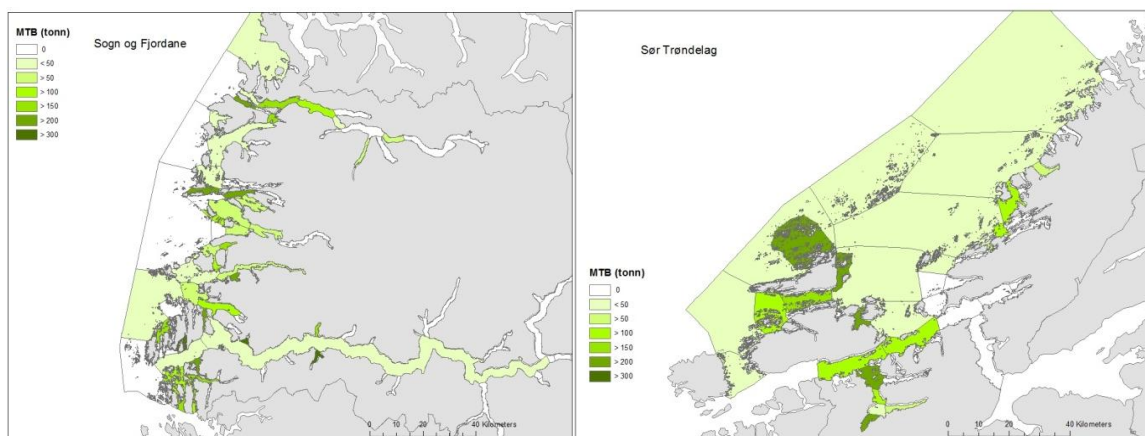 MTB (tonn)
Sogn og Fjordane
0
< 50
> 50
> 100
> 150
> 200
> 300
0 10 20 40 Kilometers
Sør Trøndelag
MTB (tonn)
0
< 50
> 50
> 100
> 150
> 200
> 300
0 10 20 40 Kilometers